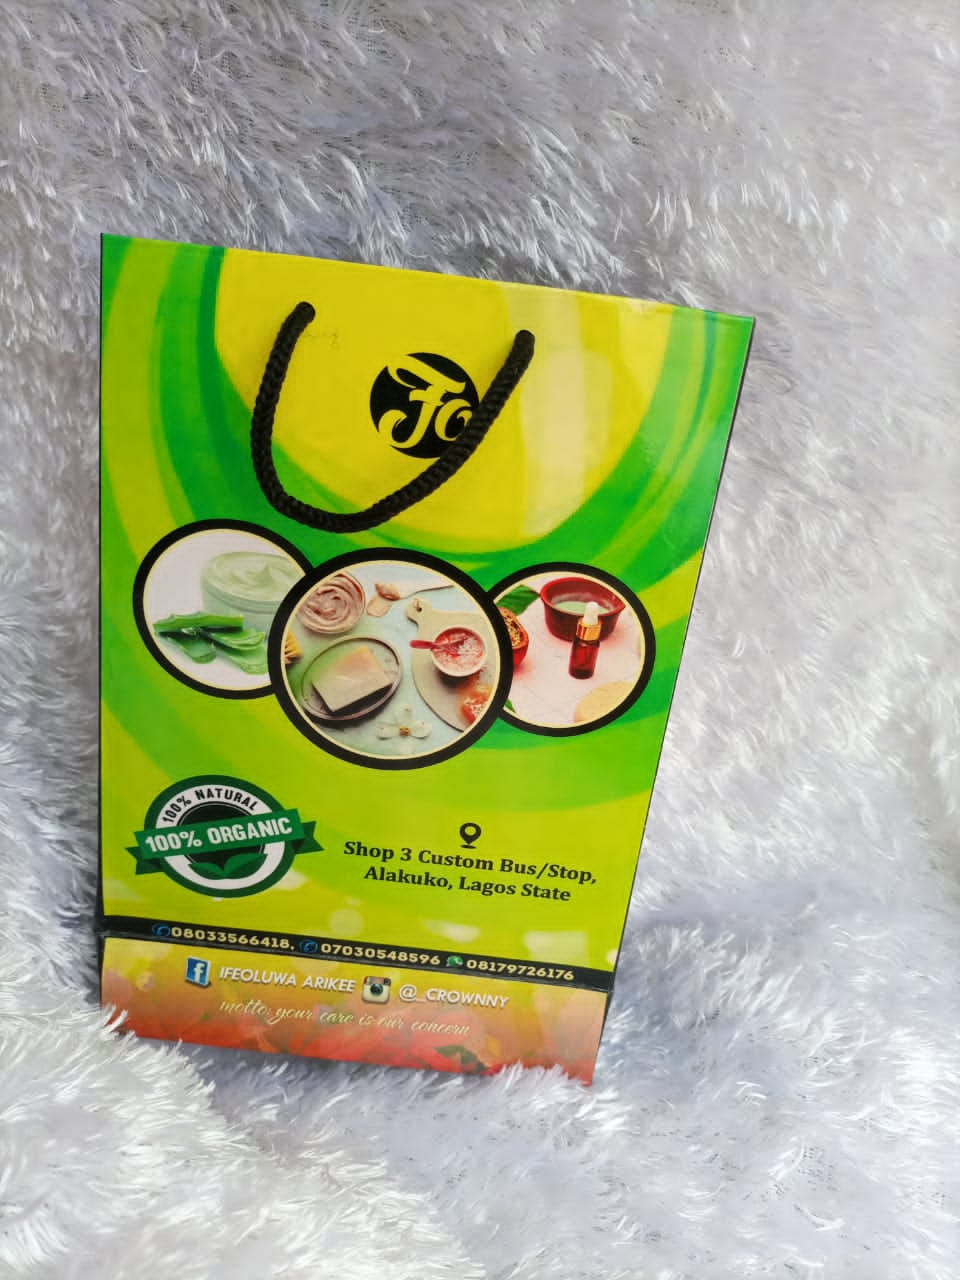 100% NATURAL
100% ORGANIC
Shop 3 Custom Bus/Stop,
Alakuko, Lagos State
08033566418, 07030548596 08179726176
f IFEOLUWA ARIKEE @_CROWNNY
motto: your care is our concern